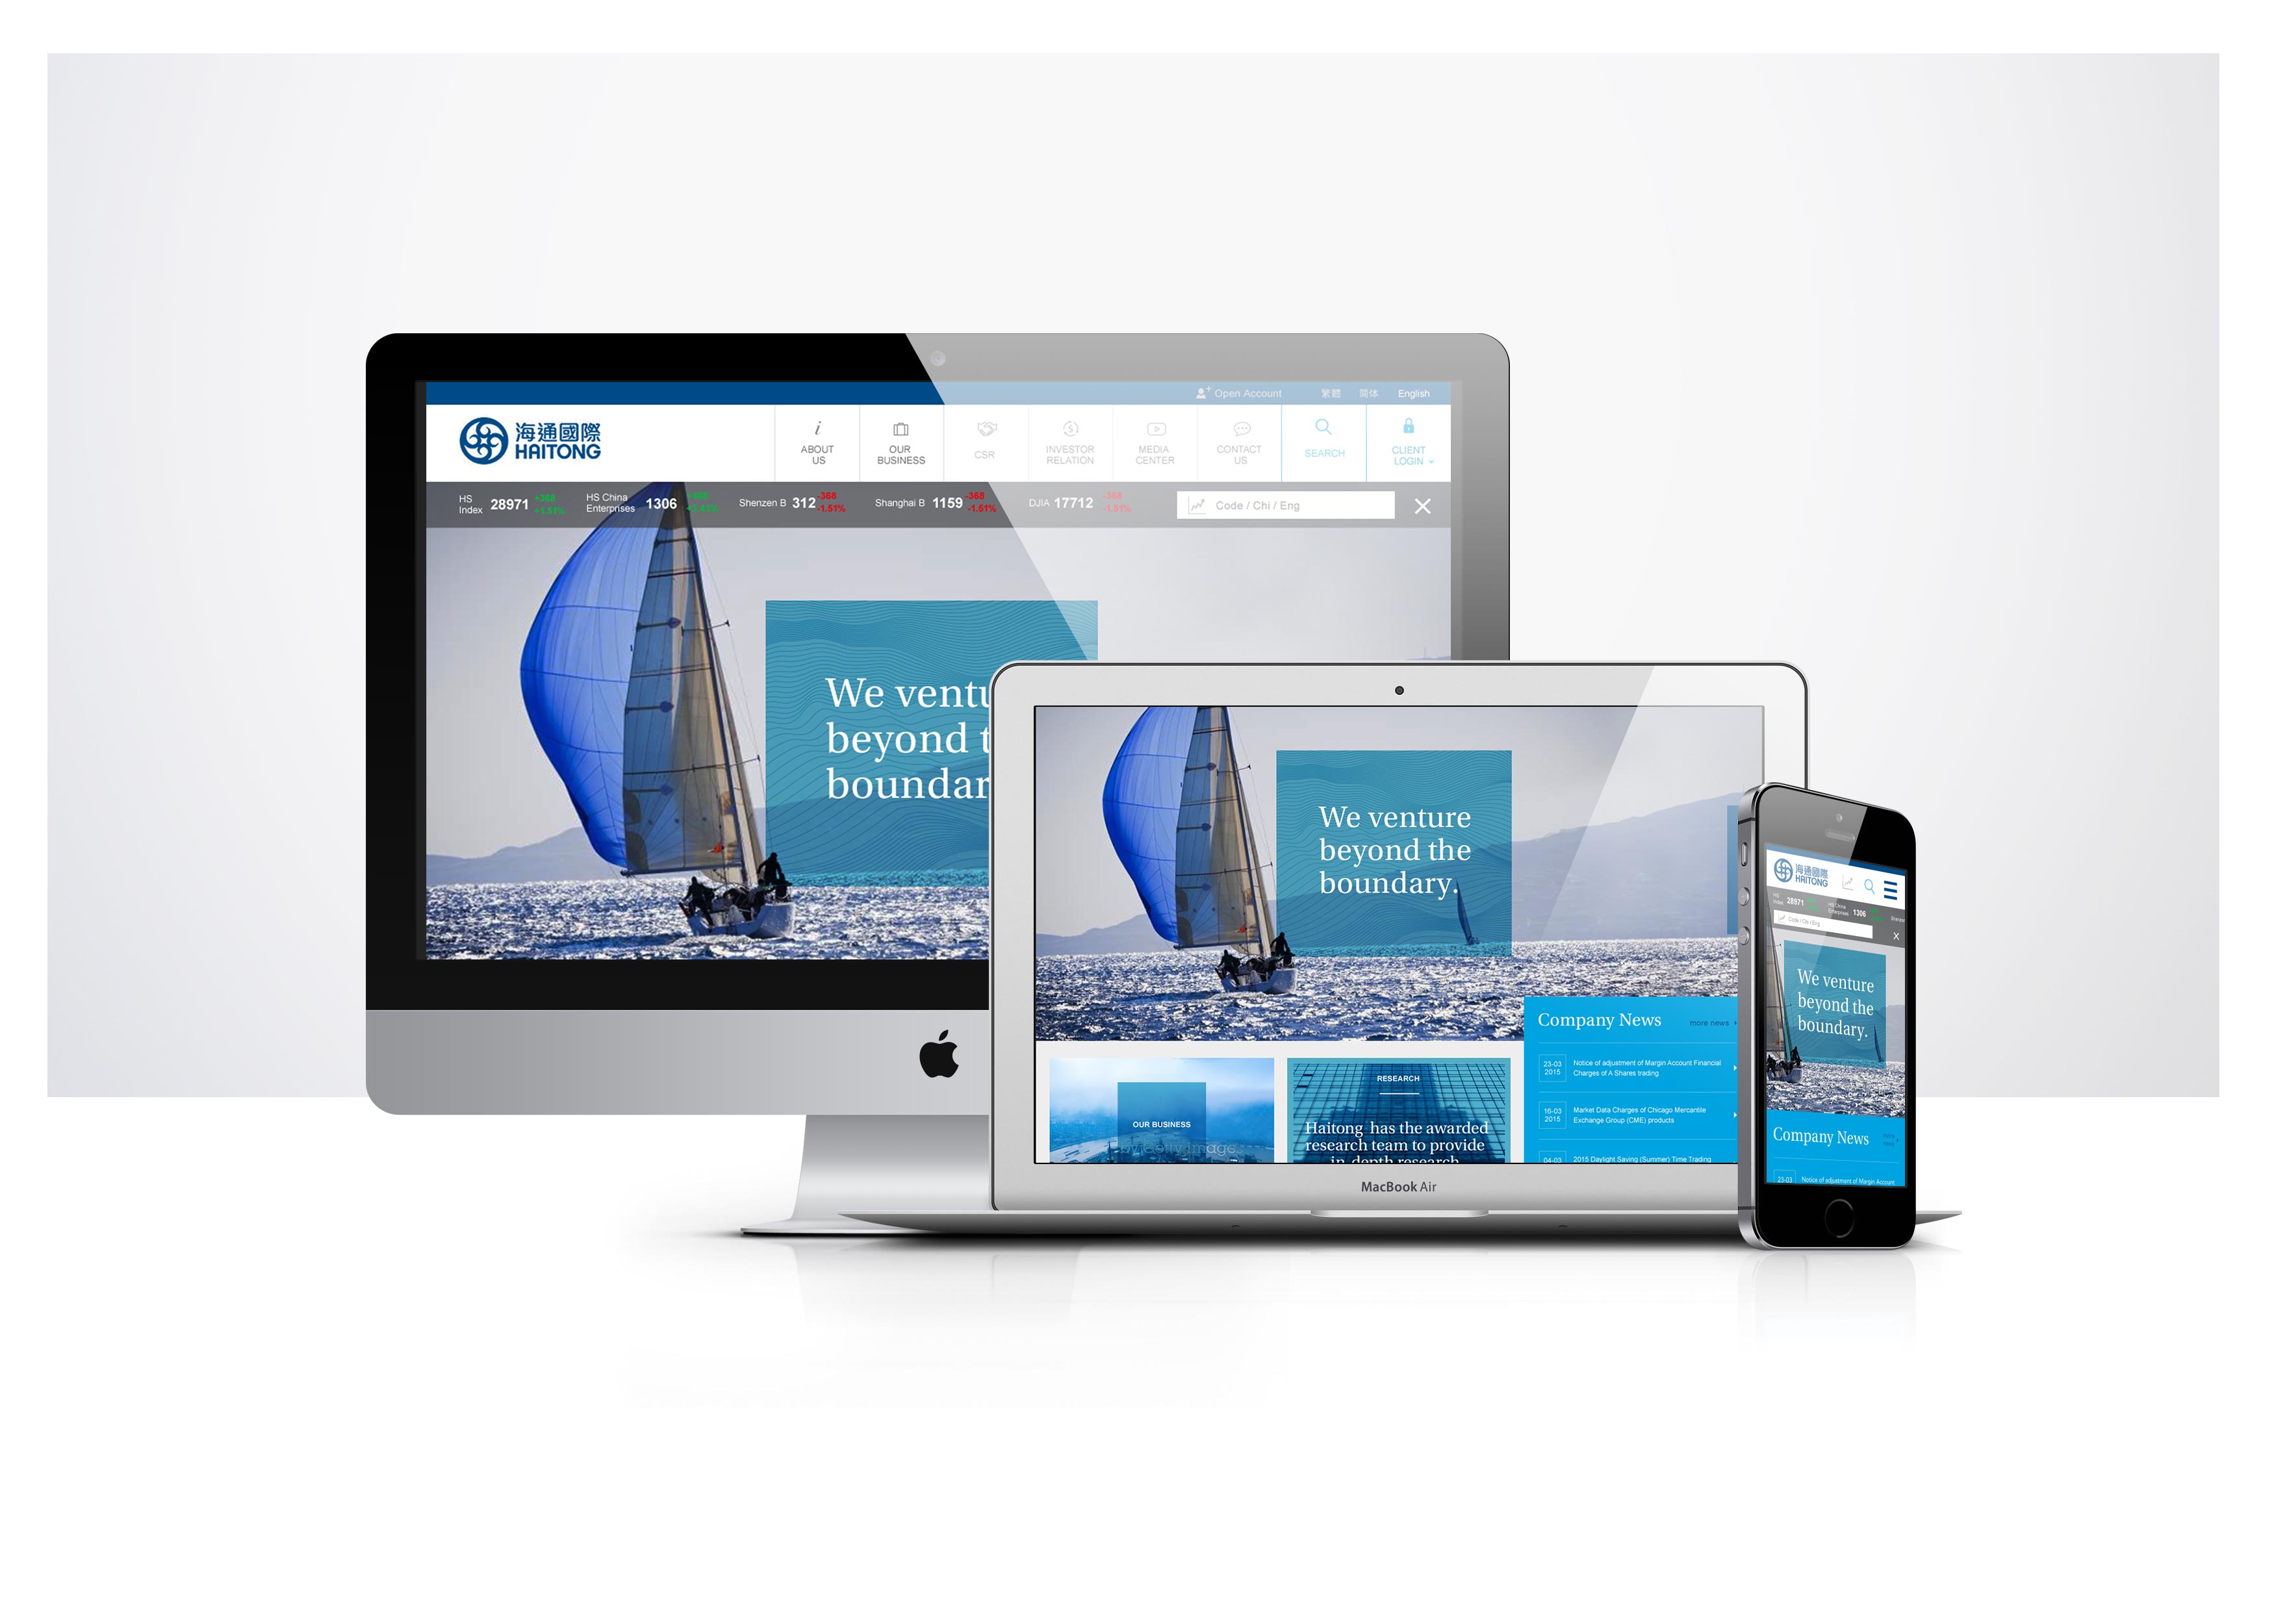 Open Account 繁體 简体 English
海通國際
HAITONG
ABOUT US
OUR BUSINESS
CSR
INVESTOR RELATION
MEDIA CENTER
CONTACT US
SEARCH
CLIENT LOGIN
HS Index 28971 +368 +1.51%
HS China Enterprises 1306
Shenzen B 312 -368 -1.51%
Shanghai B 1159 -368 -1.51%
DJIA 17712 -368 -1.51%
Code / Chi / Eng
We ventu
beyond t
boundar
We venture
beyond the
boundary.
Company News
more news
23-03 2015
Notice of adjustment of Margin Account Financial
Charges of A Shares trading
16-03 2015
Market Data Charges of Chicago Mercantile
Exchange Group (CME) products
04-03
2015 Daylight Saving (Summer) Time Trading
OUR BUSINESS
RESEARCH
Haitong has the awarded
research team to provide
in-depth research
MacBook Air
海通國際
HAITONG
HS Index 28971
HS China Enterprises 1306
Code / Chi / Eng
We venture
beyond the
boundary.
Company News
23-03
Notice of adjustment of Margin Account